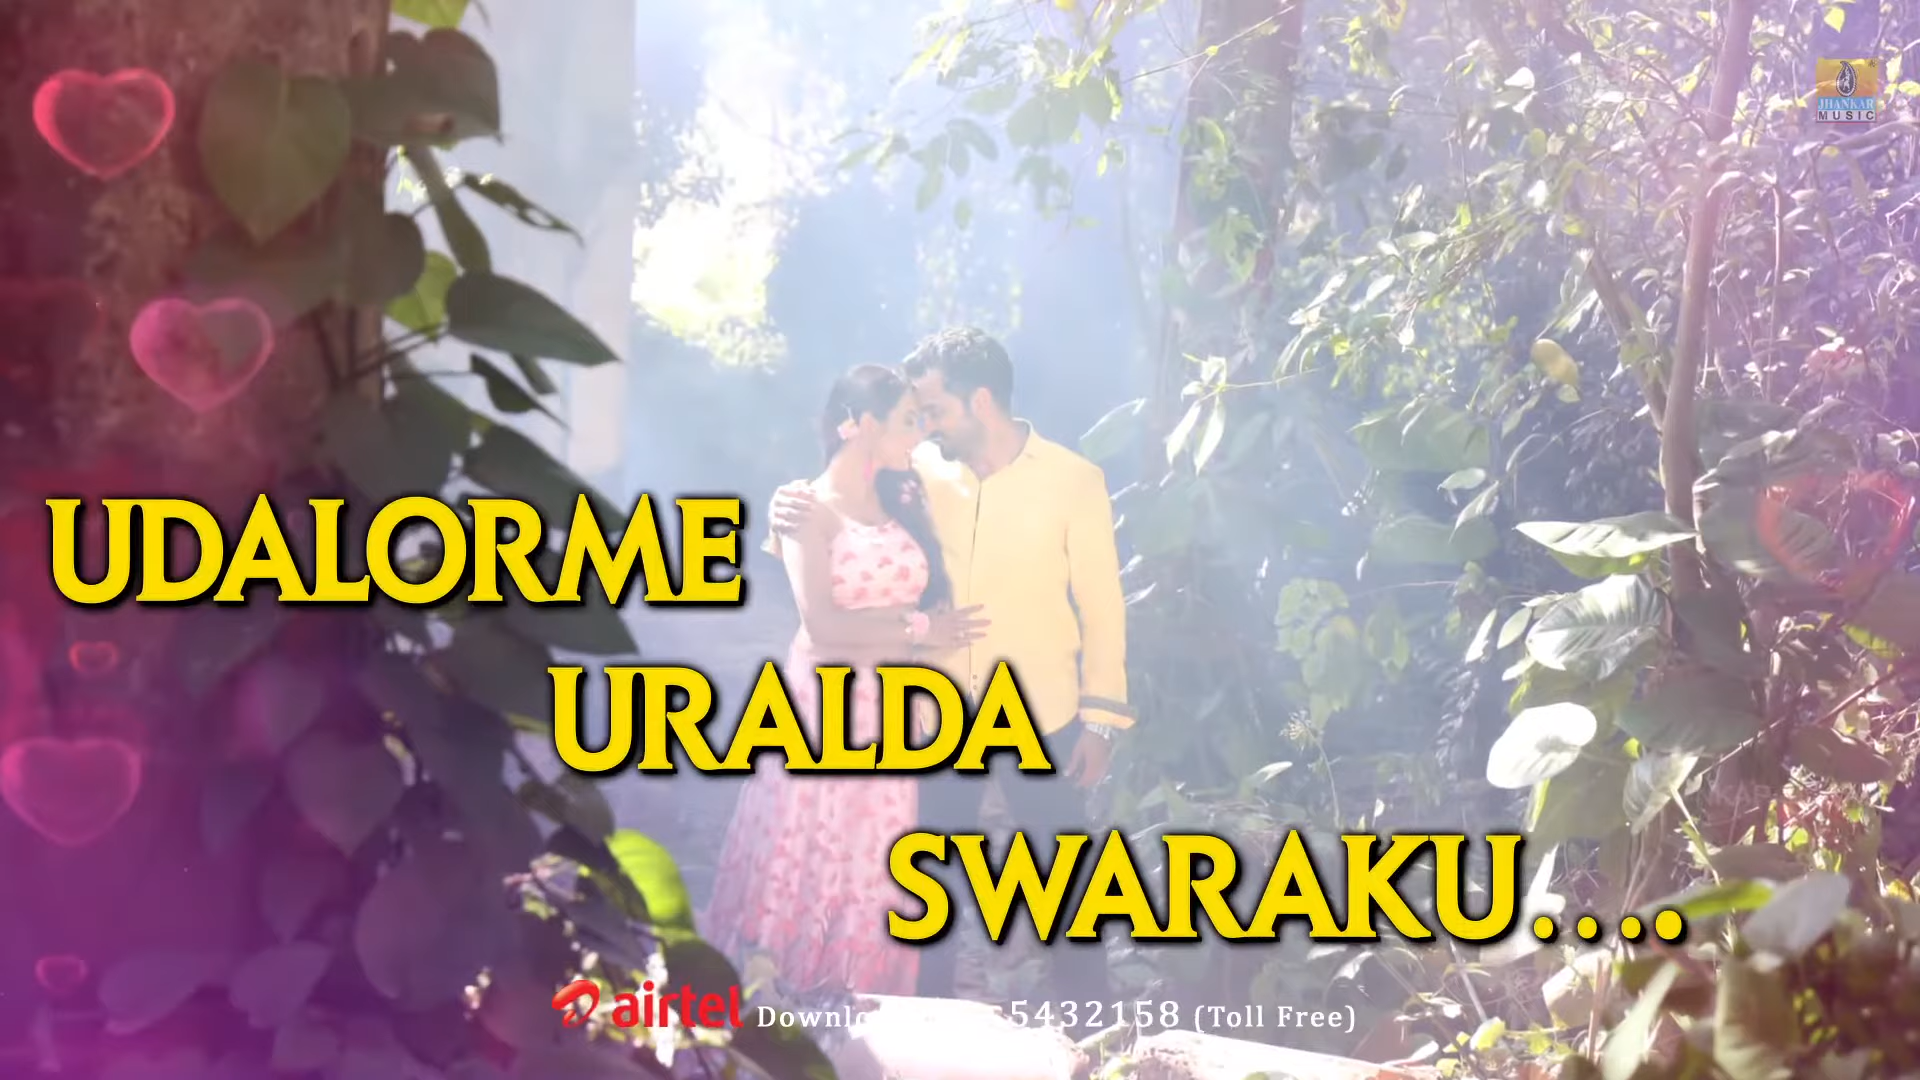 JHANKAR
MUSIC
UDALORME
URALDA
SWARAKU....
airtel 5432158 (Toll Free)